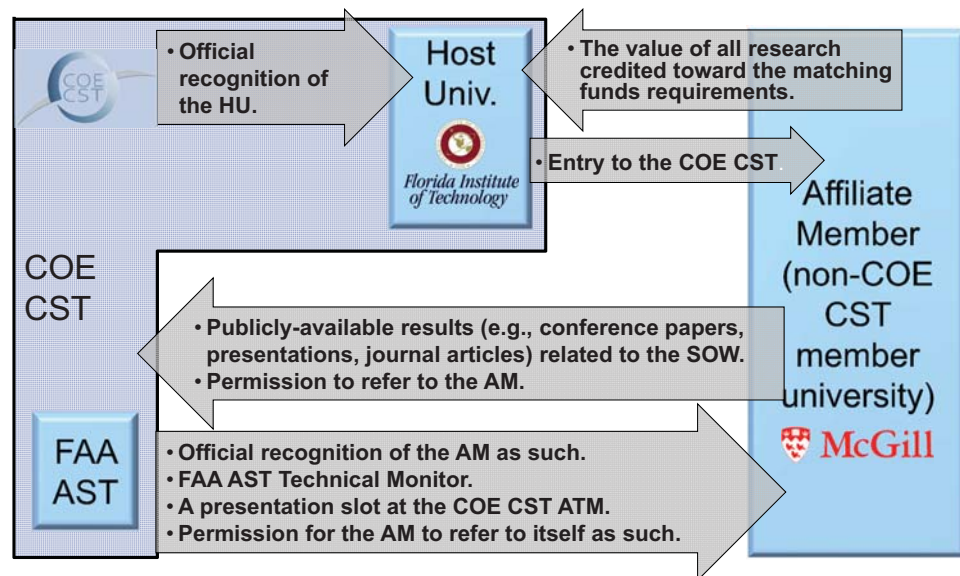 COE
CST
• Official
recognition of
the HU.
Host
Univ.
Florida Institute
of Technology
• The value of all research
credited toward the matching
funds requirements.
• Entry to the COE CST.
Affiliate
Member
(non-COE
CST
member
university)
McGill
COE
CST
• Publicly-available results (e.g., conference papers,
presentations, journal articles) related to the SOW.
• Permission to refer to the AM.
FAA
AST
• Official recognition of the AM as such.
• FAA AST Technical Monitor.
• A presentation slot at the COE CST ATM.
• Permission for the AM to refer to itself as such.